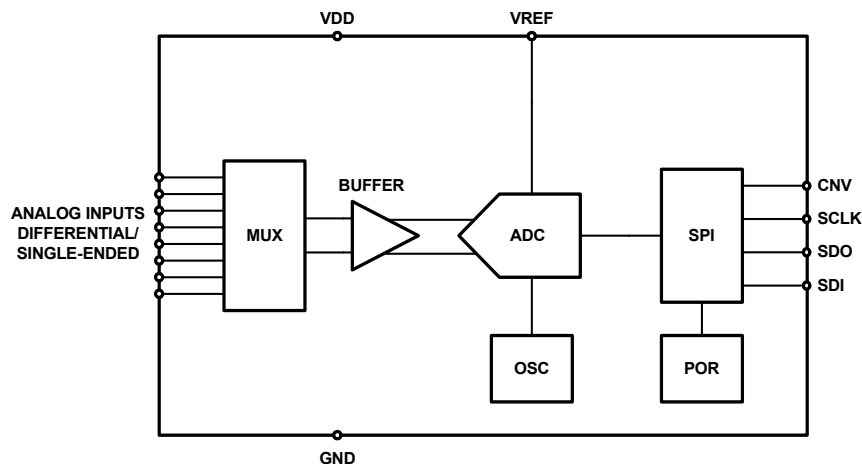 VDD
VREF
BUFFER
ANALOG INPUTS
DIFFERENTIAL/
SINGLE-ENDED
MUX
ADC
SPI
CNV
SCLK
SDO
SDI
OSC
POR
GND